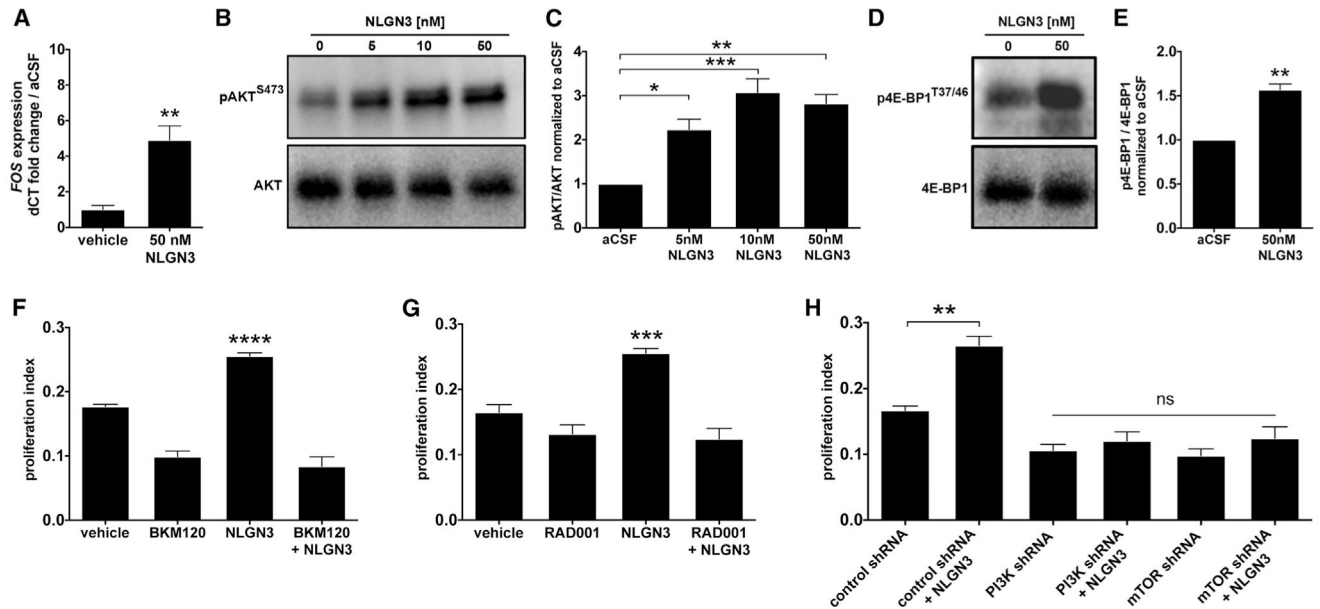 A
FOS expression
dCT fold change / aCSF
10
8
6
4
2
0
**
vehicle
50 nM
NLGN3
B
NLGN3 [nM]
0 5 10 50
pAKT^S473
AKT
C
pAKT/AKT normalized to aCSF
4
3
2
1
0
**
***
*
aCSF
5nM
NLGN3
10nM
NLGN3
50nM
NLGN3
D
NLGN3 [nM]
0 50
p4E-BP1^T37/46
4E-BP1
E
p4E-BP1 / 4E-BP1
normalized to aCSF
2.0
1.5
1.0
0.5
0.0
**
aCSF
50nM
NLGN3
F
proliferation index
0.3
0.2
0.1
0.0
****
vehicle
BKM120
NLGN3
BKM120
+ NLGN3
G
proliferation index
0.3
0.2
0.1
0.0
***
vehicle
RAD001
NLGN3
RAD001
+ NLGN3
H
proliferation index
0.3
0.2
0.1
0.0
**
ns
control shRNA
control shRNA
+ NLGN3
PI3K shRNA
PI3K shRNA
+ NLGN3
mTOR shRNA
mTOR shRNA
+ NLGN3